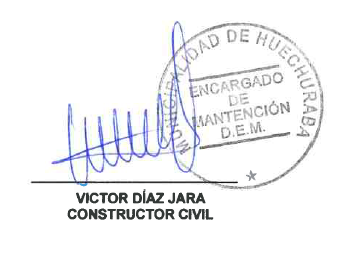 MUNICIPALIDAD DE HUECHURABA
ENCARGADO
DE
MANTENCIÓN
D.E.M.
VICTOR DÍAZ JARA
CONSTRUCTOR CIVIL